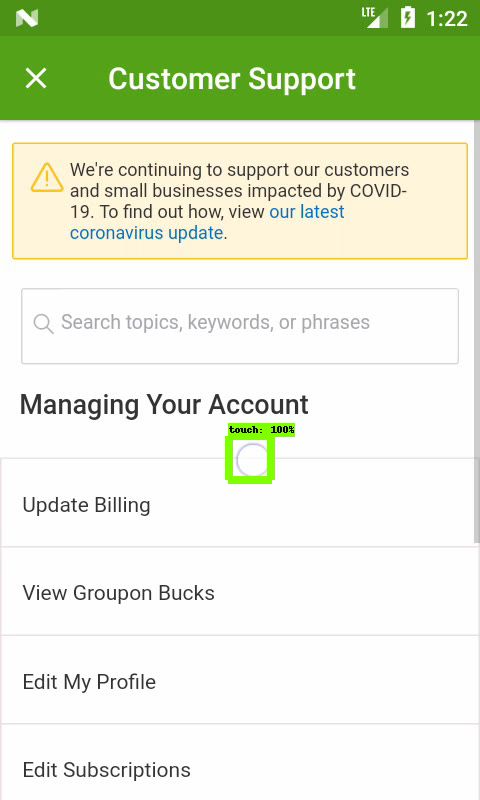 LTE 1:22
Customer Support
We're continuing to support our customers
and small businesses impacted by COVID-
19. To find out how, view our latest
coronavirus update.
Search topics, keywords, or phrases
Managing Your Account
touch: 100%
Update Billing
View Groupon Bucks
Edit My Profile
Edit Subscriptions